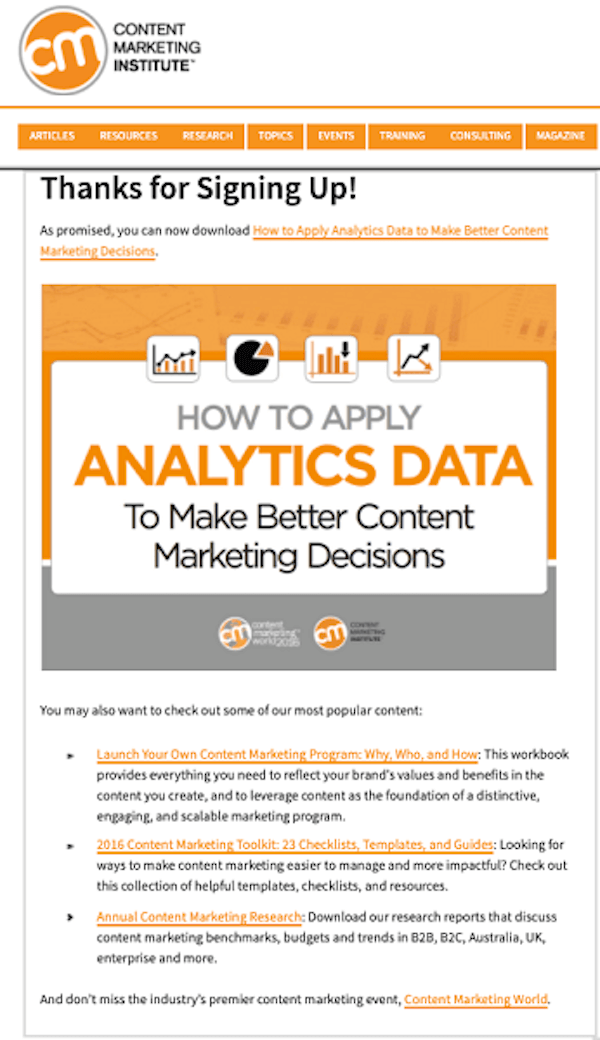 cm
CONTENT
MARKETING
INSTITUTE™
ARTICLES RESOURCES RESEARCH TOPICS EVENTS TRAINING CONSULTING MAGAZINE
Thanks for Signing Up!
As promised, you can now download How to Apply Analytics Data to Make Better Content
Marketing Decisions.
HOW TO APPLY
ANALYTICS DATA
To Make Better Content
Marketing Decisions
cm content
marketing
world2016
cm CONTENT
MARKETING
INSTITUTE
You may also want to check out some of our most popular content:
Launch Your Own Content Marketing Program: Why, Who, and How: This workbook
provides everything you need to reflect your brand's values and benefits in the
content you create, and to leverage content as the foundation of a distinctive,
engaging, and scalable marketing program.
2016 Content Marketing Toolkit: 23 Checklists, Templates, and Guides: Looking for
ways to make content marketing easier to manage and more impactful? Check out
this collection of helpful templates, checklists, and resources.
Annual Content Marketing Research: Download our research reports that discuss
content marketing benchmarks, budgets and trends in B2B, B2C, Australia, UK,
enterprise and more.
And don't miss the industry's premier content marketing event, Content Marketing World.